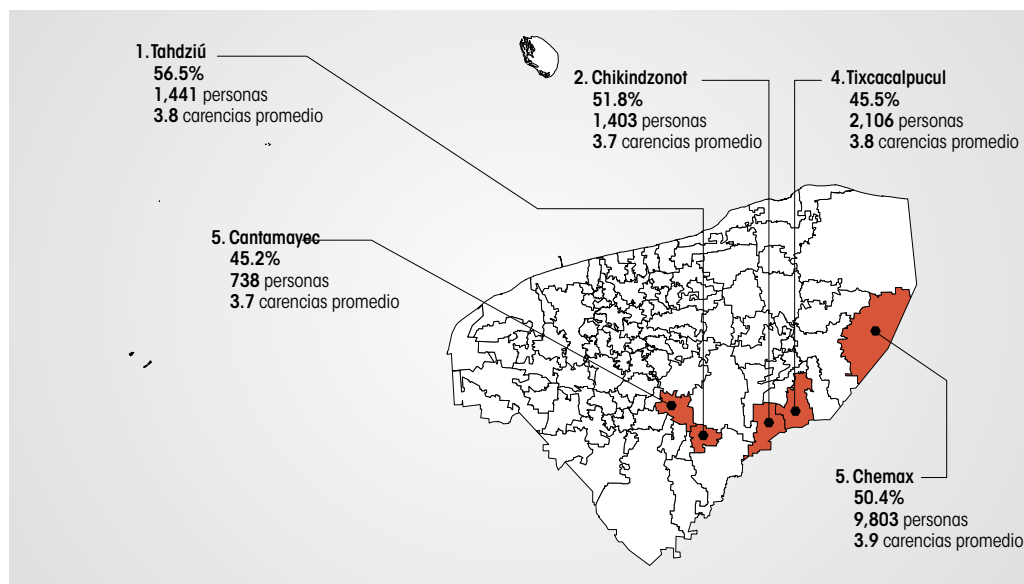 1. Tahdziú
56.5%
1,441 personas
3.8 carencias promedio
2. Chikindzonot
51.8%
1,403 personas
3.7 carencias promedio
4. Tixcacalpucul
45.5%
2,106 personas
3.8 carencias promedio
5. Cantamayec
45.2%
738 personas
3.7 carencias promedio
5. Chemax
50.4%
9,803 personas
3.9 carencias promedio